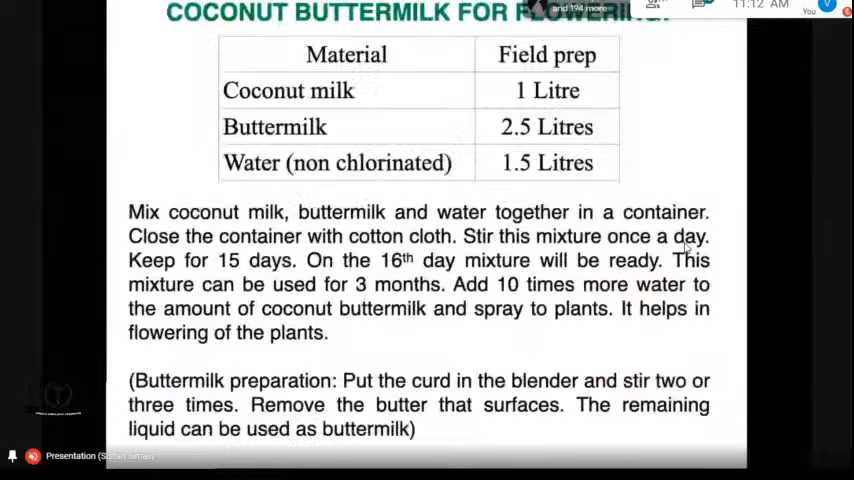 COCONUT BUTTERMILK FOR FLOWERING:
and 194 more
11:12 AM
You
Material Field prep
Coconut milk 1 Litre
Buttermilk 2.5 Litres
Water (non chlorinated) 1.5 Litres
Mix coconut milk, buttermilk and water together in a container.
Close the container with cotton cloth. Stir this mixture once a day.
Keep for 15 days. On the 16th day mixture will be ready. This
mixture can be used for 3 months. Add 10 times more water to
the amount of coconut buttermilk and spray to plants. It helps in
flowering of the plants.
(Buttermilk preparation: Put the curd in the blender and stir two or
three times. Remove the butter that surfaces. The remaining
liquid can be used as buttermilk)
Presentation